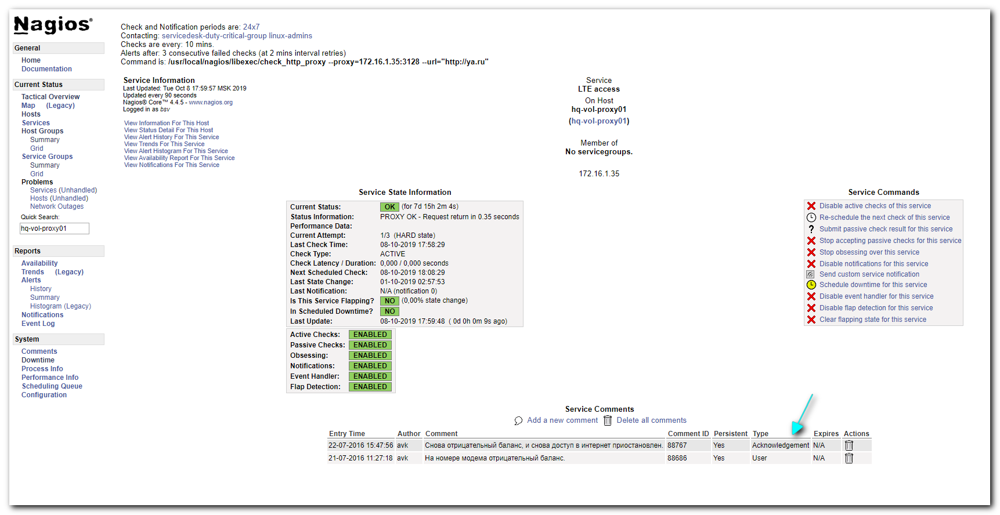 Nagios®
General
Home
Documentation
Current Status
Tactical Overview
Map (Legacy)
Hosts
Services
Host Groups
Summary
Grid
Service Groups
Summary
Grid
Problems
Services (Unhandled)
Hosts (Unhandled)
Network Outages
Quick Search:
hq-vol-proxy01
Reports
Availability
Trends (Legacy)
Alerts
History
Summary
Histogram (Legacy)
Notifications
Event Log
System
Comments
Downtime
Process Info
Performance Info
Scheduling Queue
Configuration
Check and Notification periods are: 24x7
Contacting: servicedesk-duty-critical-group linux-admins
Checks are every: 10 mins.
Alerts after: 3 consecutive failed checks (at 2 mins interval retries)
Command is: /usr/local/nagios/libexec/check_http_proxy --proxy=172.16.1.35:3128 --url="http://ya.ru"
Service Information
Last Updated: Tue Oct 8 17:59:57 MSK 2019
Updated every 90 seconds
Nagios® Core™ 4.4.5 - www.nagios.org
Logged in as bsv
View Information For This Host
View Status Detail For This Host
View Alert History For This Service
View Trends For This Service
View Alert Histogram For This Service
View Availability Report For This Service
View Notifications For This Service
Service
LTE access
On Host
hq-vol-proxy01
(hq-vol-proxy01)
Member of
No servicegroups.
172.16.1.35
Service State Information
Current Status: OK (for 7d 15h 2m 4s)
Status Information: PROXY OK - Request return in 0.35 seconds
Performance Data:
Current Attempt: 1/3 (HARD state)
Last Check Time: 08-10-2019 17:58:29
Check Type: ACTIVE
Check Latency / Duration: 0,000 / 0,000 seconds
Next Scheduled Check: 08-10-2019 18:08:29
Last State Change: 01-10-2019 02:57:53
Last Notification: N/A (notification 0)
Is This Service Flapping? NO (0,00% state change)
In Scheduled Downtime? NO
Last Update: 08-10-2019 17:59:48 ( 0d 0h 0m 9s ago)
Active Checks: ENABLED
Passive Checks: ENABLED
Obsessing: ENABLED
Notifications: ENABLED
Event Handler: ENABLED
Flap Detection: ENABLED
Service Commands
Disable active checks of this service
Re-schedule the next check of this service
? Submit passive check result for this service
Stop accepting passive checks for this service
Stop obsessing over this service
Disable notifications for this service
Send custom service notification
Schedule downtime for this service
Disable event handler for this service
Disable flap detection for this service
Clear flapping state for this service
Service Comments
Add a new comment Delete all comments
Entry Time Author Comment Comment ID Persistent Type Expires Actions
22-07-2016 15:47:56 avk Снова отрицательный баланс, и снова доступ в интернет приостановлен. 88767 Yes Acknowledgement N/A
21-07-2016 11:27:18 avk На номере модема отрицательный баланс. 88686 Yes User N/A